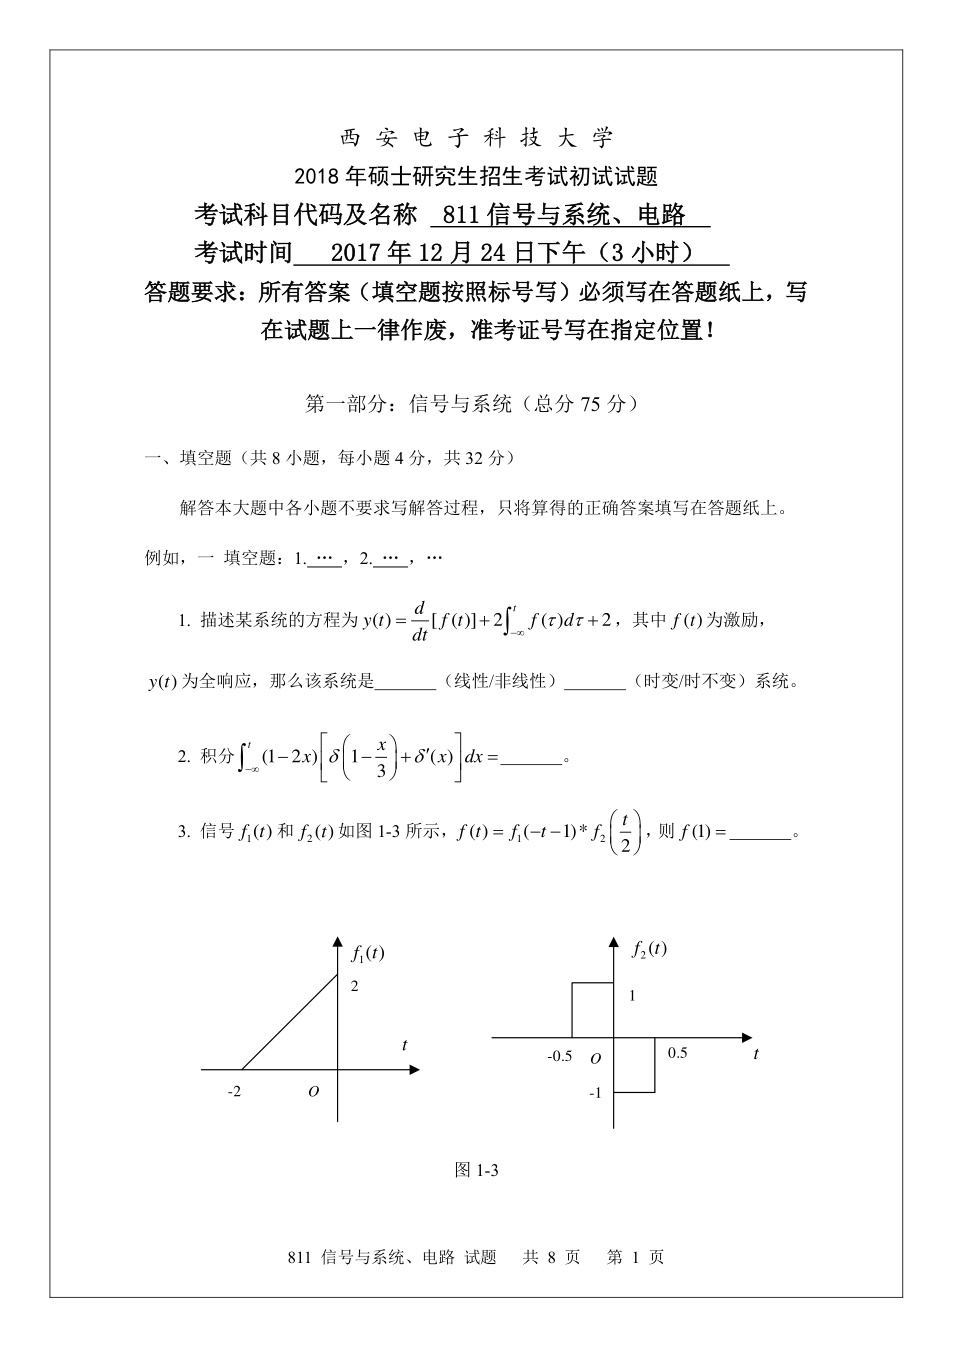 西 安 电 子 科 技 大 学
2018 年硕士研究生招生考试初试试题
考试科目代码及名称 811 信号与系统、电路
考试时间 2017 年 12 月 24 日下午（3 小时）
答题要求：所有答案（填空题按照标号写）必须写在答题纸上，写
在试题上一律作废，准考证号写在指定位置！
第一部分：信号与系统（总分 75 分）
一、填空题（共 8 小题，每小题 4 分，共 32 分）
解答本大题中各小题不要求写解答过程，只将算得的正确答案填写在答题纸上。
例如，一 填空题：1. … ，2. … ，…
1. 描述某系统的方程为 y(t) = d/dt [f(t)] + 2∫_{-∞}^{t} f(τ)dτ + 2，其中 f(t) 为激励，
y(t) 为全响应，那么该系统是_______（线性/非线性）_______（时变/时不变）系统。
2. 积分 ∫_{-∞}^{t} (1−2x)[δ(1−x/3)+δ′(x)]dx =_______。
3. 信号 f₁(t) 和 f₂(t) 如图 1-3 所示，f(t) = f₁(−t−1) * f₂(t/2)，则 f(1) = _______。
f₁(t)
2
t
-2
O
f₂(t)
1
-0.5
O
0.5
t
-1
图 1-3
811 信号与系统、电路 试题 共 8 页 第 1 页